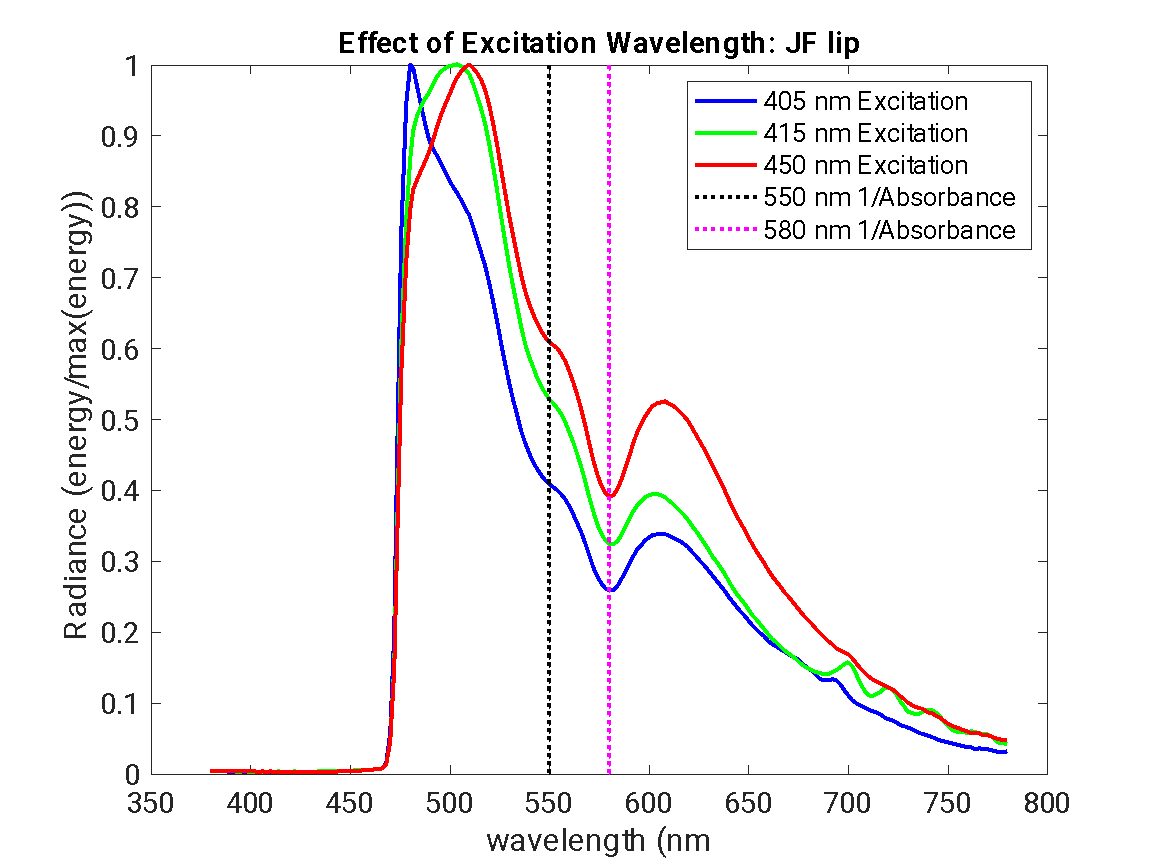 Effect of Excitation Wavelength: JF lip
Radiance (energy/max(energy))
1
0.9
0.8
0.7
0.6
0.5
0.4
0.3
0.2
0.1
0
405 nm Excitation
415 nm Excitation
450 nm Excitation
550 nm 1/Absorbance
580 nm 1/Absorbance
350 400 450 500 550 600 650 700 750 800
wavelength (nm